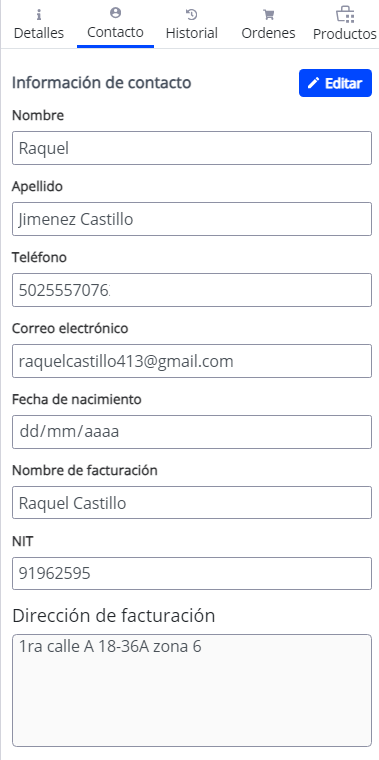 Detalles Contacto Historial Ordenes Productos
Información de contacto Editar
Nombre
Raquel
Apellido
Jimenez Castillo
Teléfono
5025557076
Correo electrónico
raquelcastillo413@gmail.com
Fecha de nacimiento
dd/mm/aaaa
Nombre de facturación
Raquel Castillo
NIT
91962595
Dirección de facturación
1ra calle A 18-36A zona 6